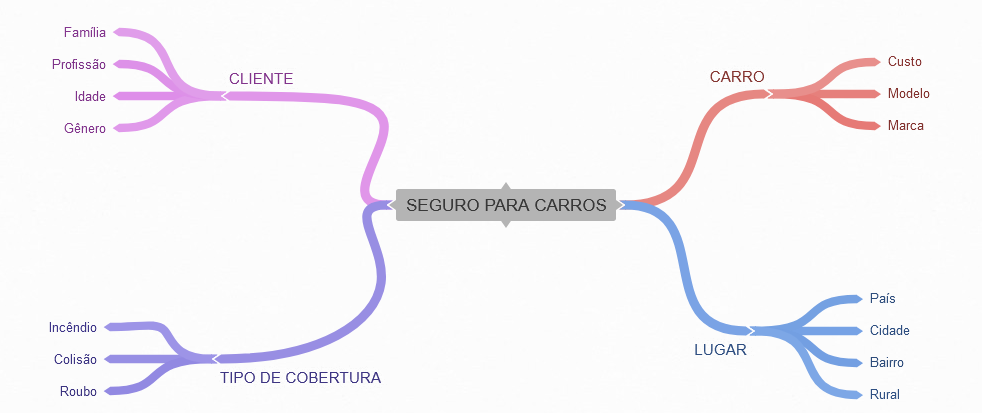 SEGURO PARA CARROS
CLIENTE
Família
Profissão
Idade
Gênero
TIPO DE COBERTURA
Incêndio
Colisão
Roubo
CARRO
Custo
Modelo
Marca
LUGAR
País
Cidade
Bairro
Rural